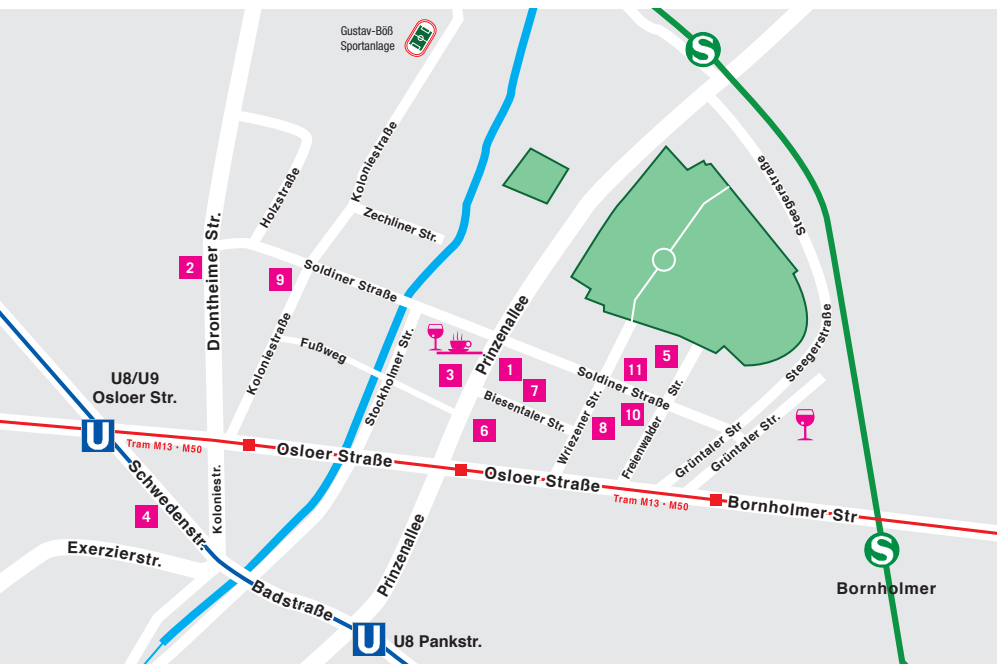 Gustav-Böß
Sportanlage
S
Steegerstraße
Koloniestraße
Holzstraße
Zechliner Str.
Drontheimer Str.
2
9
Soldiner Straße
Prinzenallee
Steegerstraße
Koloniestraße
Fußweg
Stockholmer Str.
3
1
7
11
5
Soldiner Straße
U8/U9
Osloer Str.
U
Tram M13 • M50
Biesentaler Str.
6
Wriezener Str.
8
10
Freienwalder Str.
Grüntaler Str
Grüntaler Str.
Osloer Straße
Osloer Straße
Tram M13 • M50
Bornholmer Str
Schwedenstr.
Koloniestr.
4
Exerzierstr.
Prinzenallee
S
Bornholmer
Badstraße
U
U8 Pankstr.